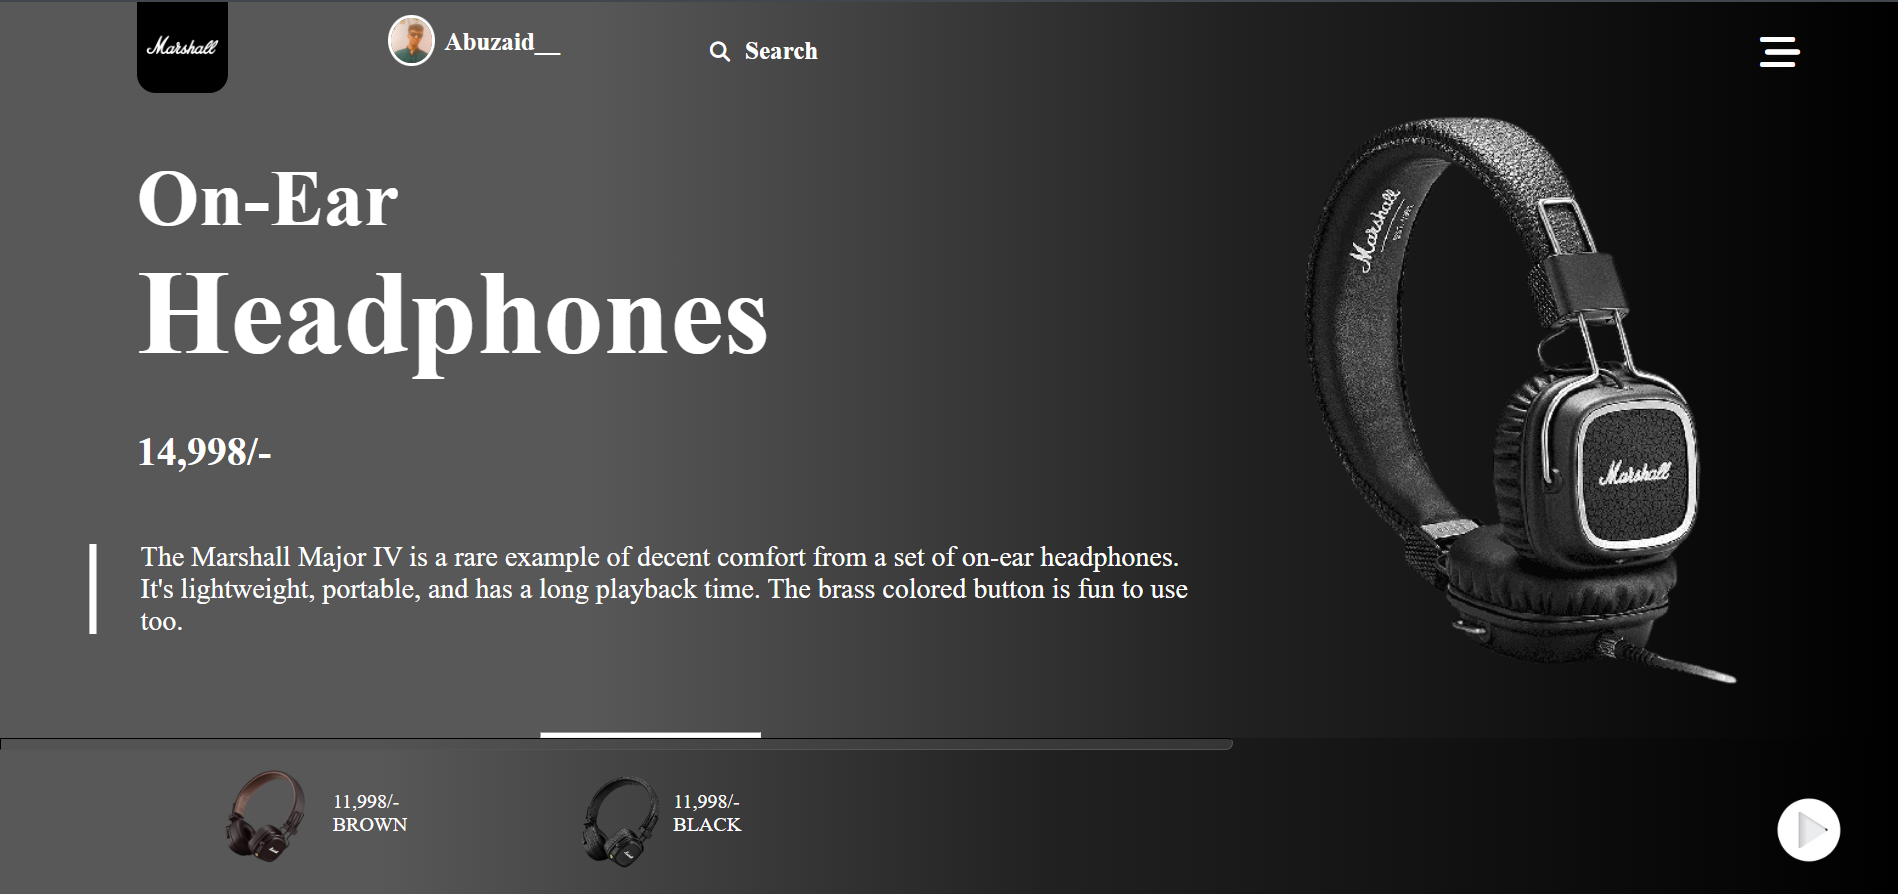 Marshall
Abuzaid__
Search
On-Ear
Headphones
14,998/-
The Marshall Major IV is a rare example of decent comfort from a set of on-ear headphones.
It's lightweight, portable, and has a long playback time. The brass colored button is fun to use
too.
Marshall
Marshall
11,998/-
BROWN
11,998/-
BLACK